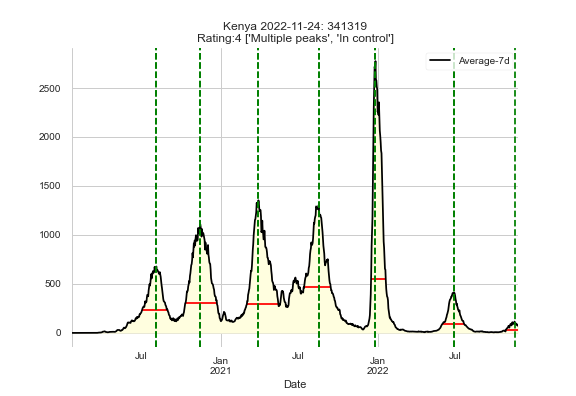 Kenya 2022-11-24: 341319
Rating:4 ['Multiple peaks', 'In control']
Average-7d
2500
2000
1500
1000
500
0
Jul
Jan
2021
Jul
Jan
2022
Jul
Date